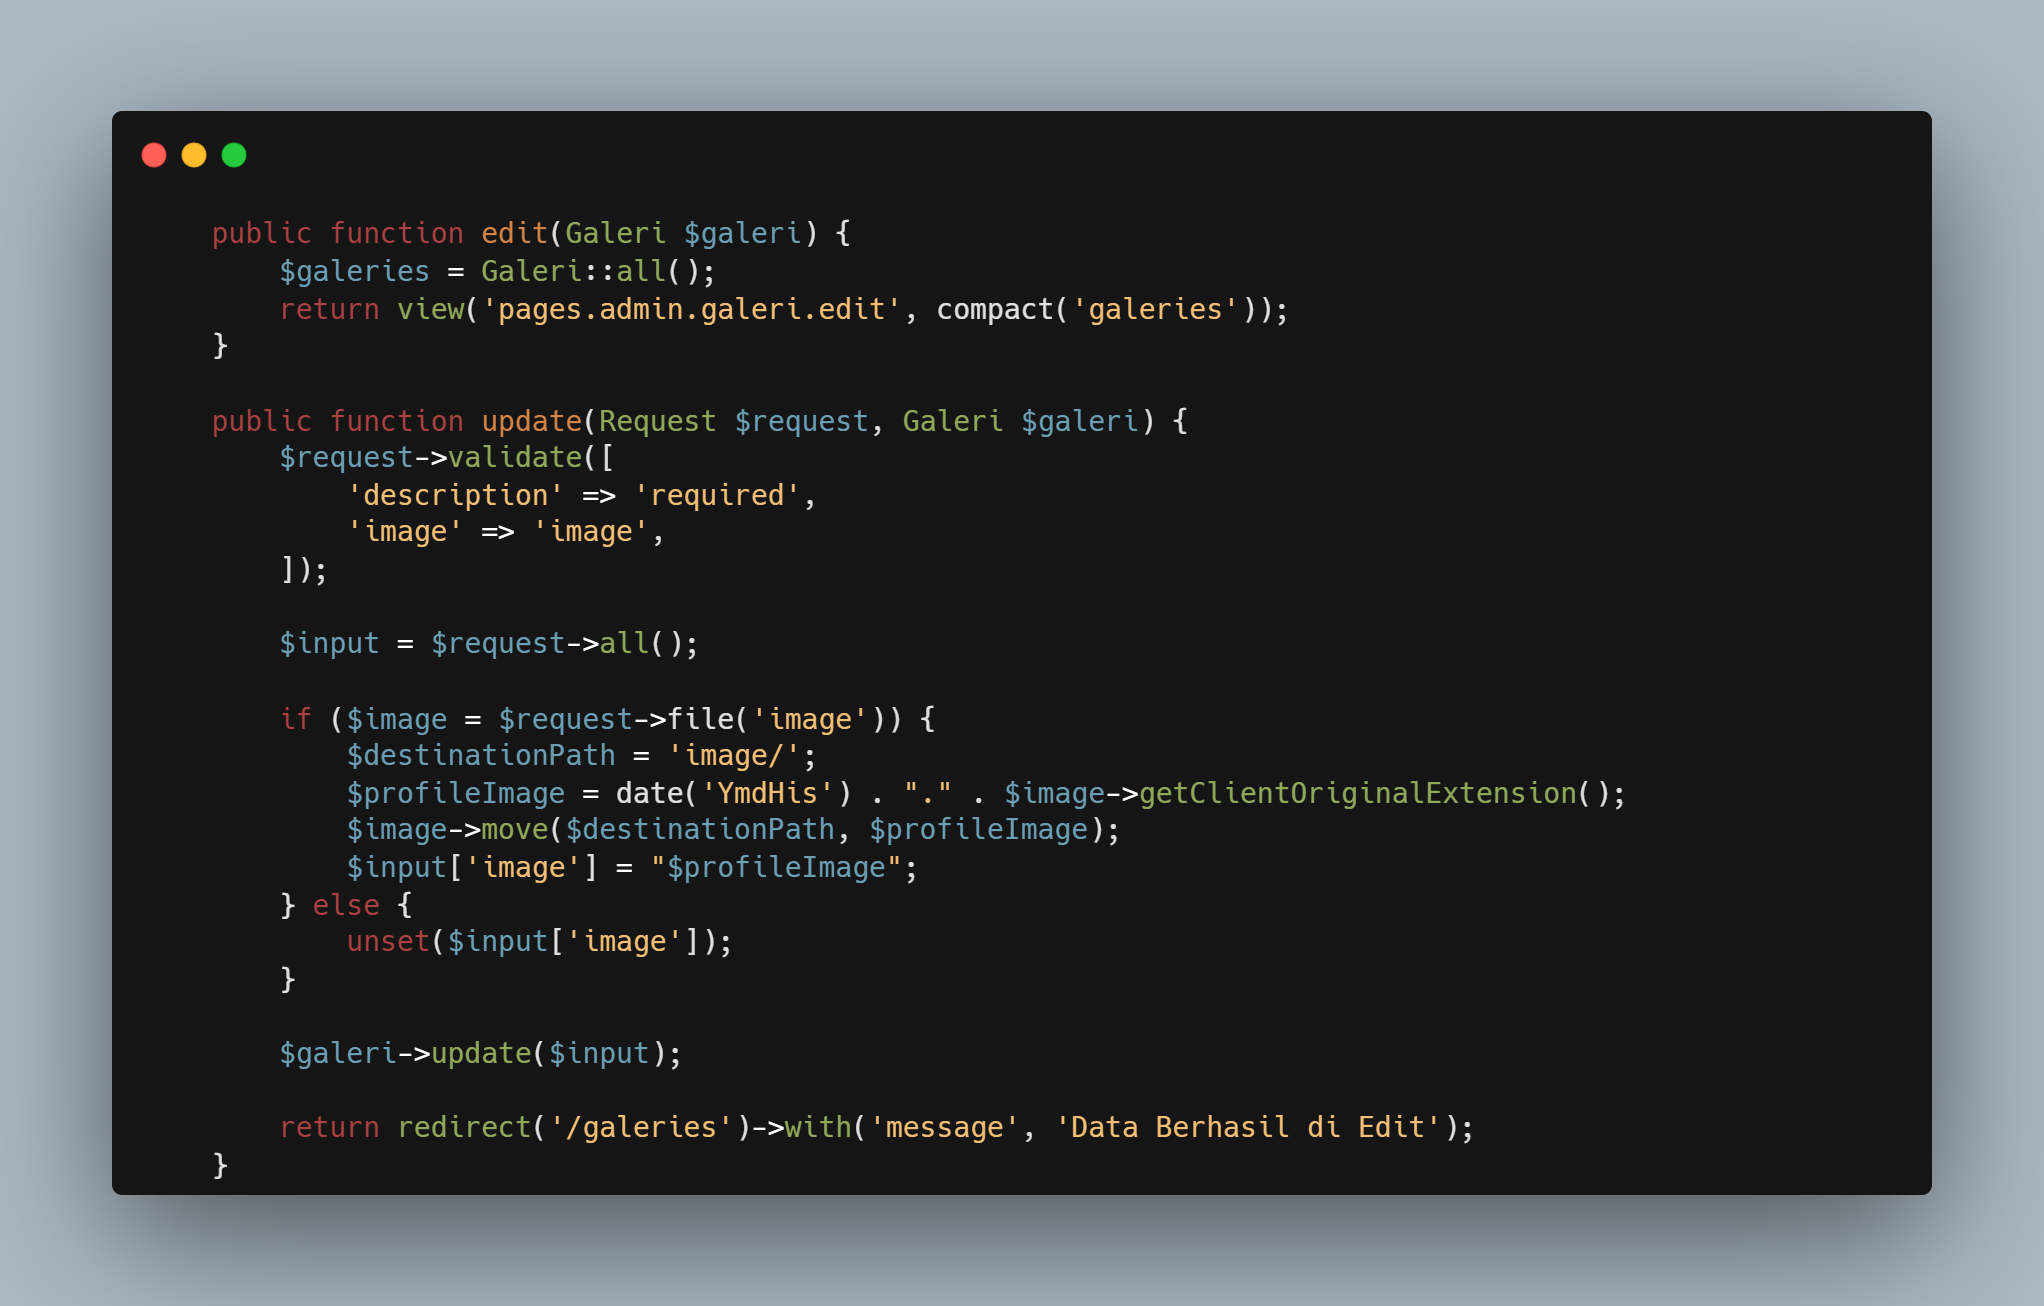 public function edit(Galeri $galeri) {
    $galeries = Galeri::all();
    return view('pages.admin.galeri.edit', compact('galeries'));
}

public function update(Request $request, Galeri $galeri) {
    $request->validate([
        'description' => 'required',
        'image' => 'image',
    ]);

    $input = $request->all();

    if ($image = $request->file('image')) {
        $destinationPath = 'image/';
        $profileImage = date('YmdHis') . "." . $image->getClientOriginalExtension();
        $image->move($destinationPath, $profileImage);
        $input['image'] = "$profileImage";
    } else {
        unset($input['image']);
    }

    $galeri->update($input);

    return redirect('/galeries')->with('message', 'Data Berhasil di Edit');
}